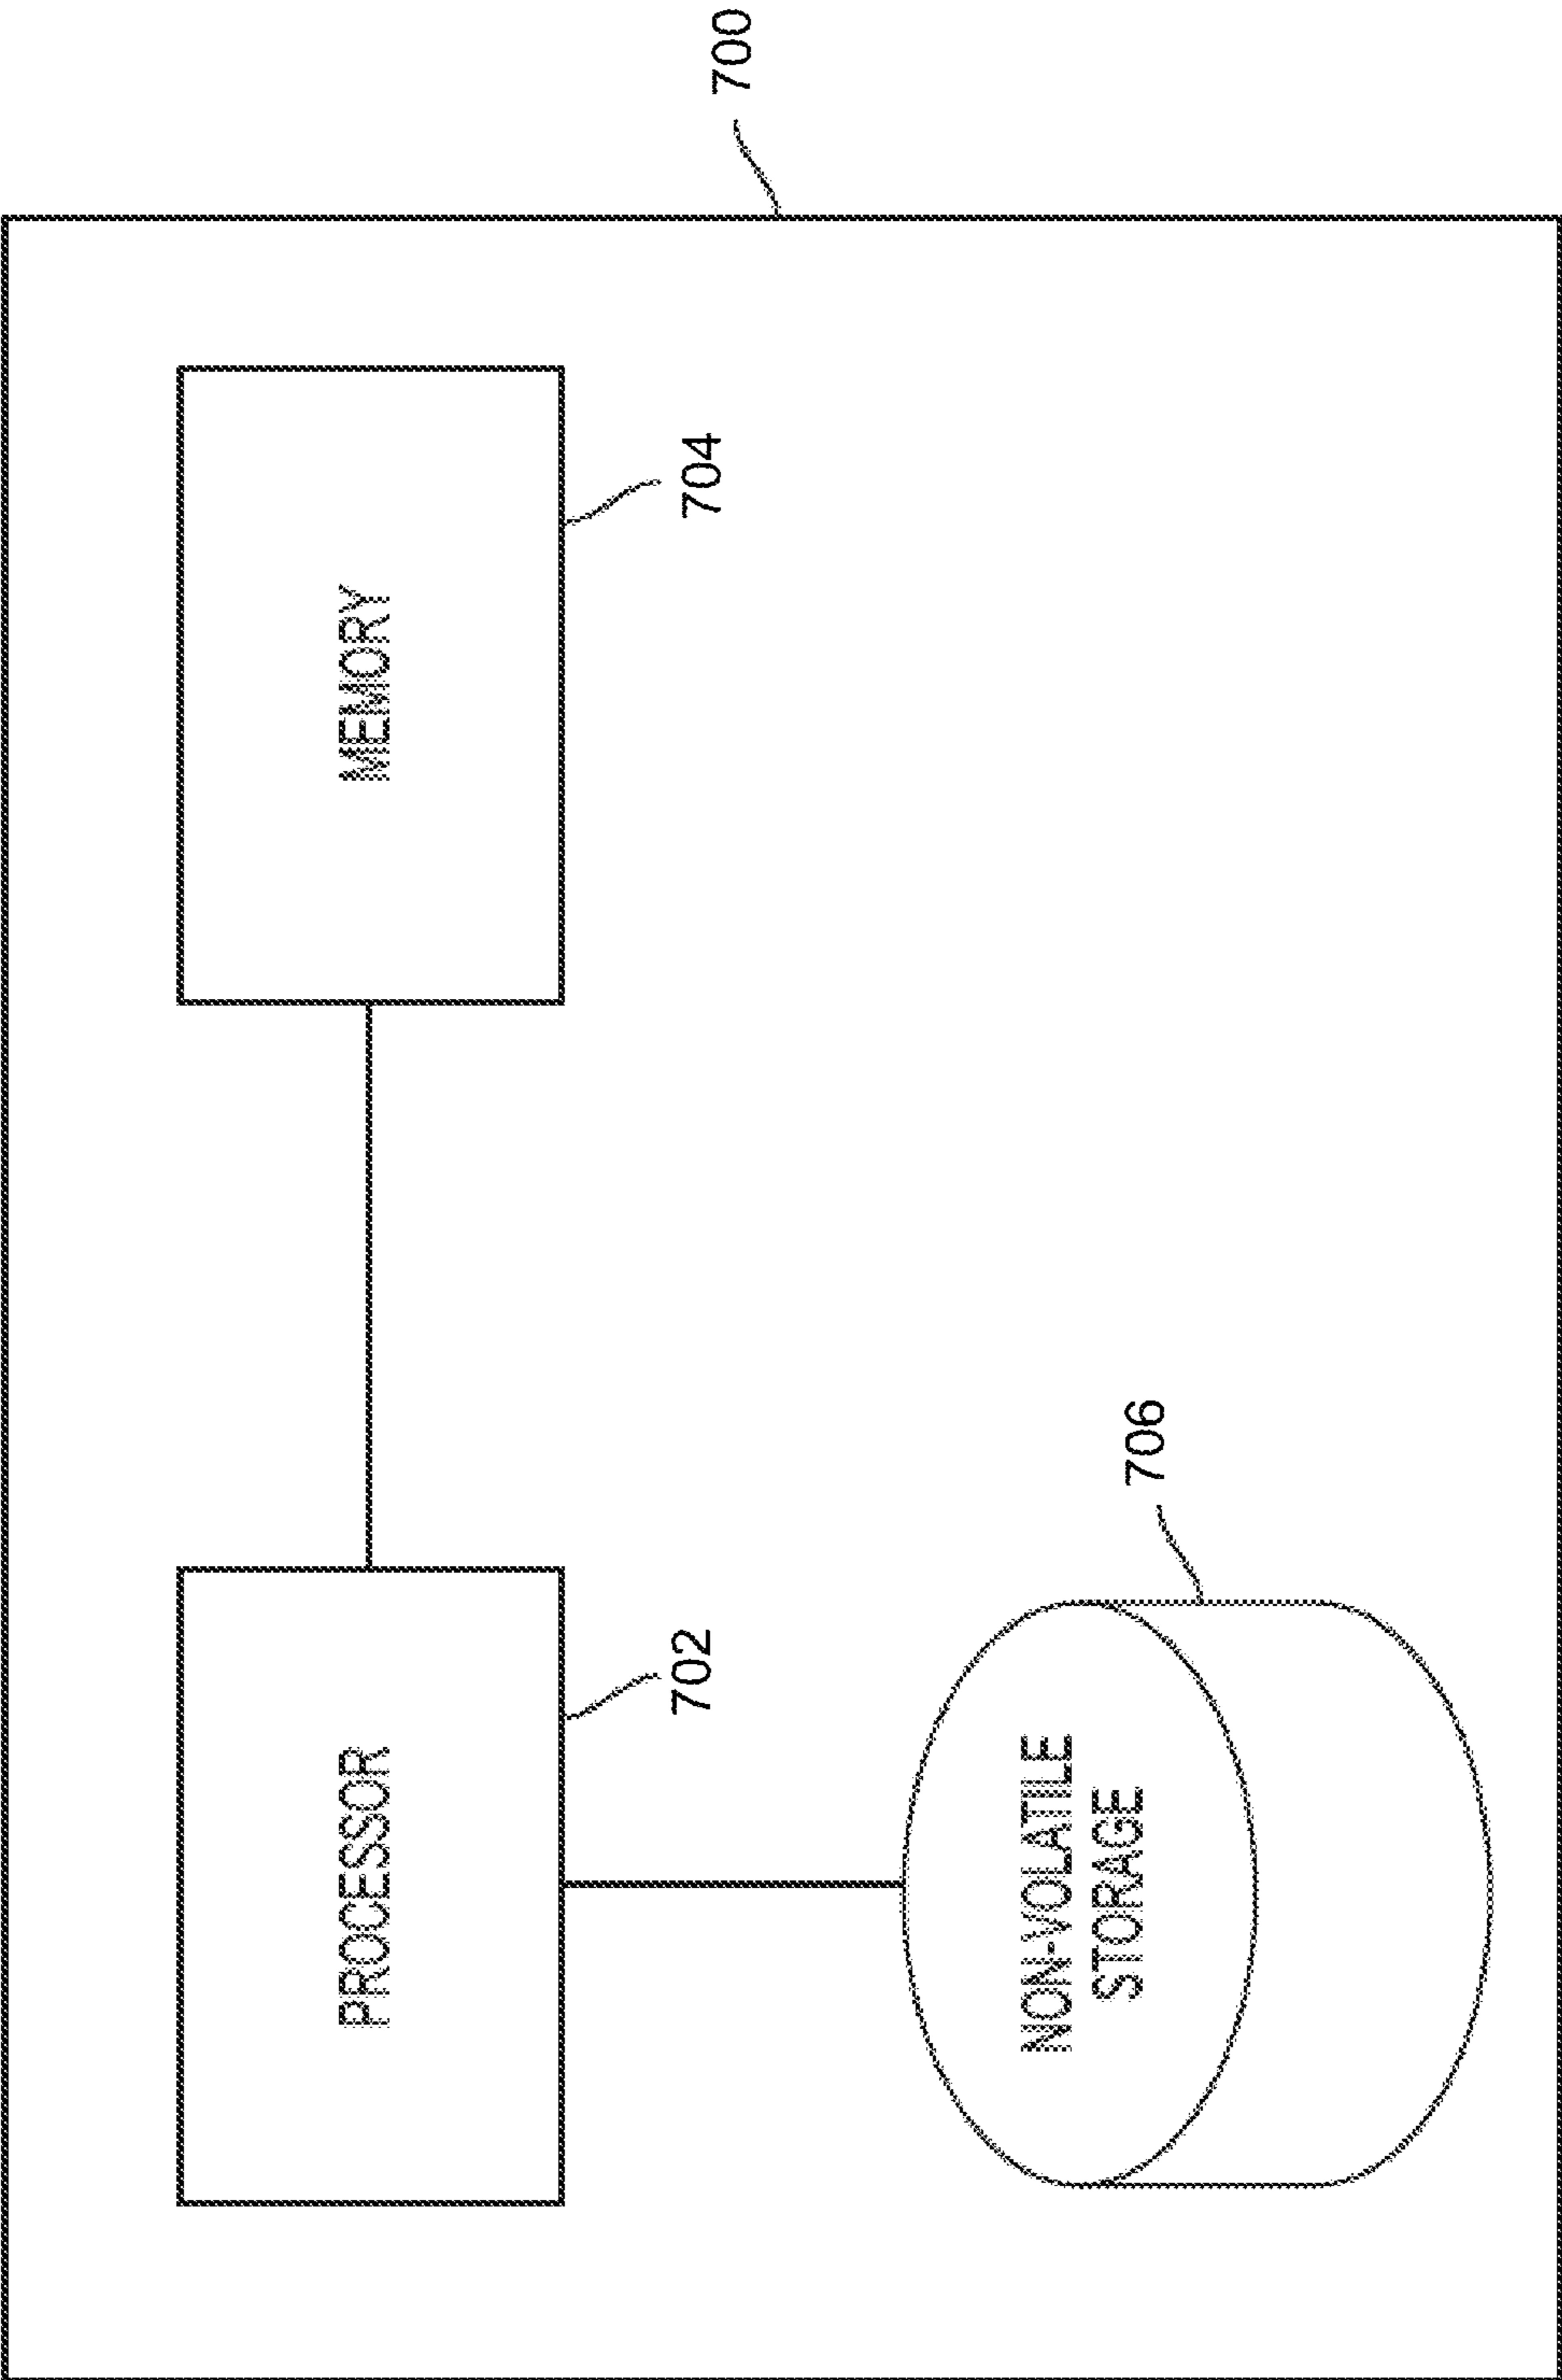 700
PROCESSOR
702
MEMORY
704
NON-VOLATILE
STORAGE
706